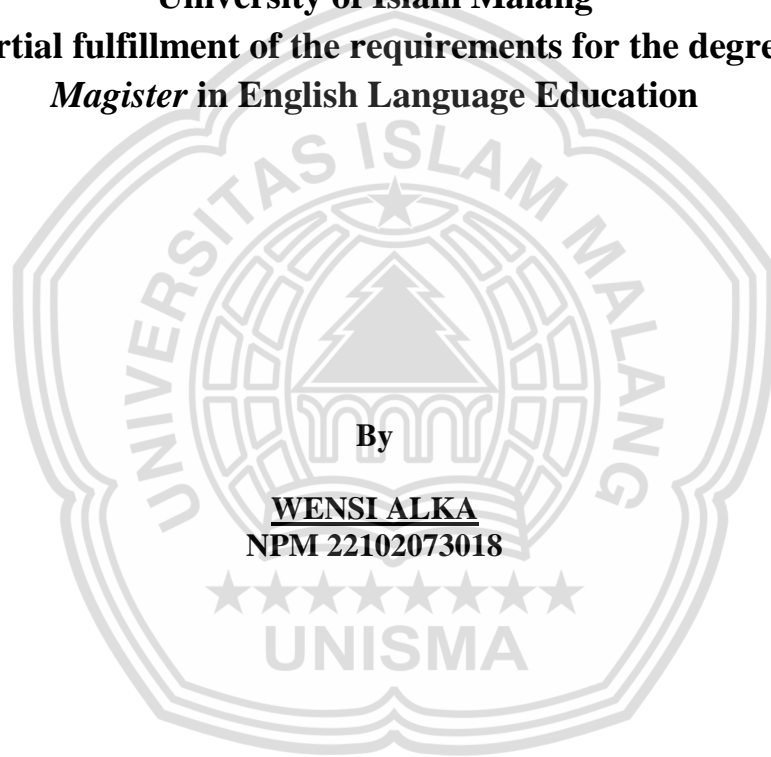 University of Islam Malang
rtial fulfillment of the requirements for the degre
Magister in English Language Education
UNIVERSITAS ISLAM MALANG
By
WENSI ALKA
NPM 22102073018
UNISMA